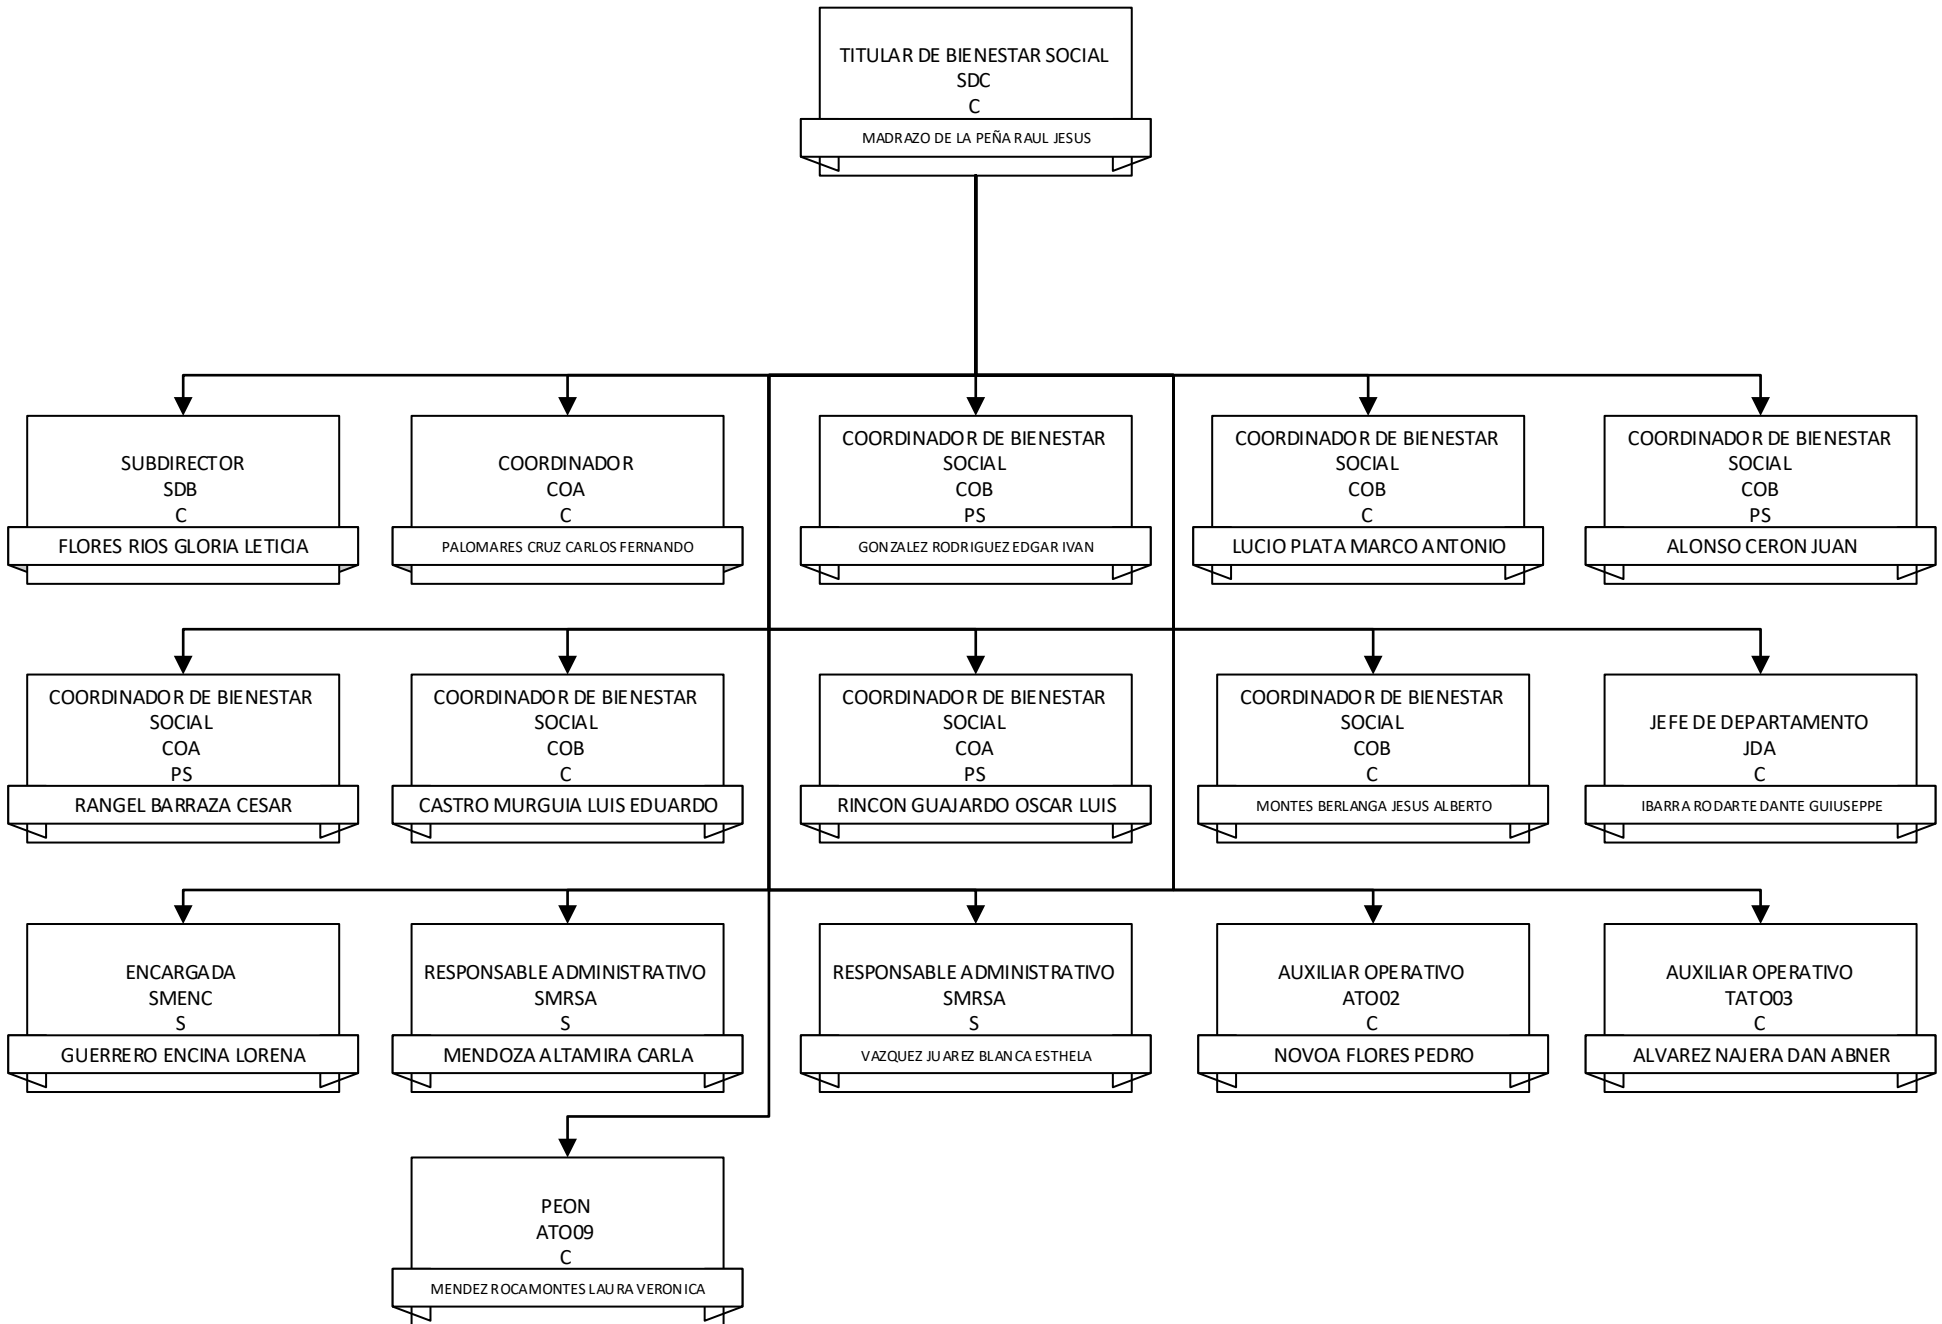 TITULAR DE BIENESTAR SOCIAL
SDC
C
MADRAZO DE LA PEÑA RAUL JESUS
SUBDIRECTOR
SDB
C
FLORES RIOS GLORIA LETICIA
COORDINADOR
COA
C
PALOMARES CRUZ CARLOS FERNANDO
COORDINADOR DE BIENESTAR
SOCIAL
COB
PS
GONZALEZ RODRIGUEZ EDGAR IVAN
COORDINADOR DE BIENESTAR
SOCIAL
COB
C
LUCIO PLATA MARCO ANTONIO
COORDINADOR DE BIENESTAR
SOCIAL
COB
PS
ALONSO CERON JUAN
COORDINADOR DE BIENESTAR
SOCIAL
COA
PS
RANGEL BARRAZA CESAR
COORDINADOR DE BIENESTAR
SOCIAL
COB
C
CASTRO MURGUIA LUIS EDUARDO
COORDINADOR DE BIENESTAR
SOCIAL
COA
PS
RINCON GUAJARDO OSCAR LUIS
COORDINADOR DE BIENESTAR
SOCIAL
COB
C
MONTES BERLANGA JESUS ALBERTO
JEFE DE DEPARTAMENTO
JDA
C
IBARRA RODARTE DANTE GUIUSEPPE
ENCARGADA
SMENC
S
GUERRERO ENCINA LORENA
RESPONSABLE ADMINISTRATIVO
SMRSA
S
MENDOZA ALTAMIRA CARLA
RESPONSABLE ADMINISTRATIVO
SMRSA
S
VAZQUEZ JUAREZ BLANCA ESTHELA
AUXILIAR OPERATIVO
ATO02
C
NOVOA FLORES PEDRO
AUXILIAR OPERATIVO
TATO03
C
ALVAREZ NAJERA DAN ABNER
PEON
ATO09
C
MENDEZ ROCAMONTES LAURA VERONICA